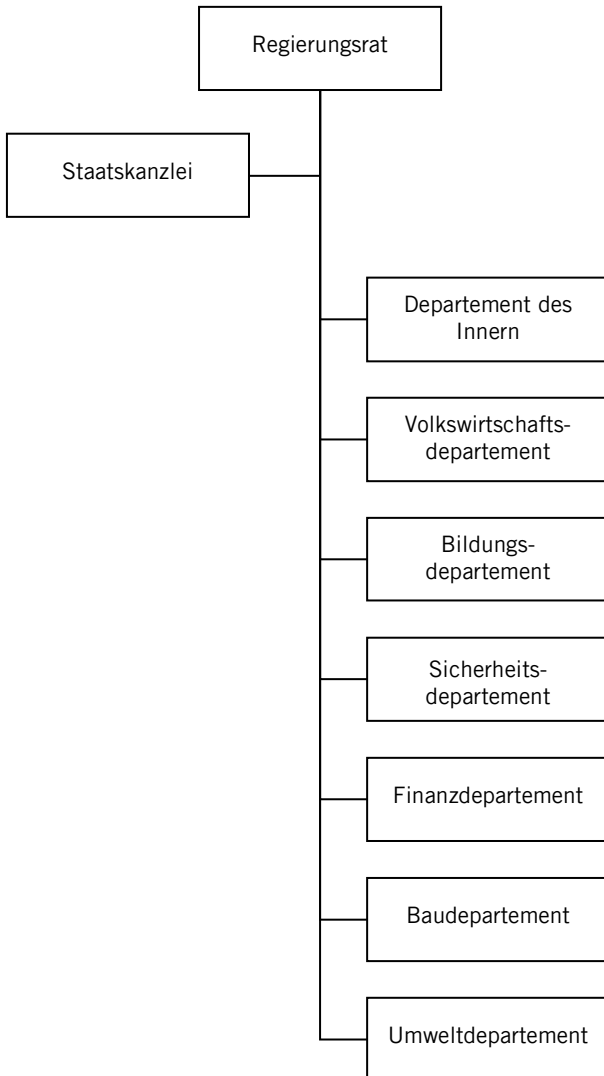 Regierungsrat
Staatskanzlei
Departement des
Innern
Volkswirtschafts-
departement
Bildungs-
departement
Sicherheits-
departement
Finanzdepartement
Baudepartement
Umweltdepartement